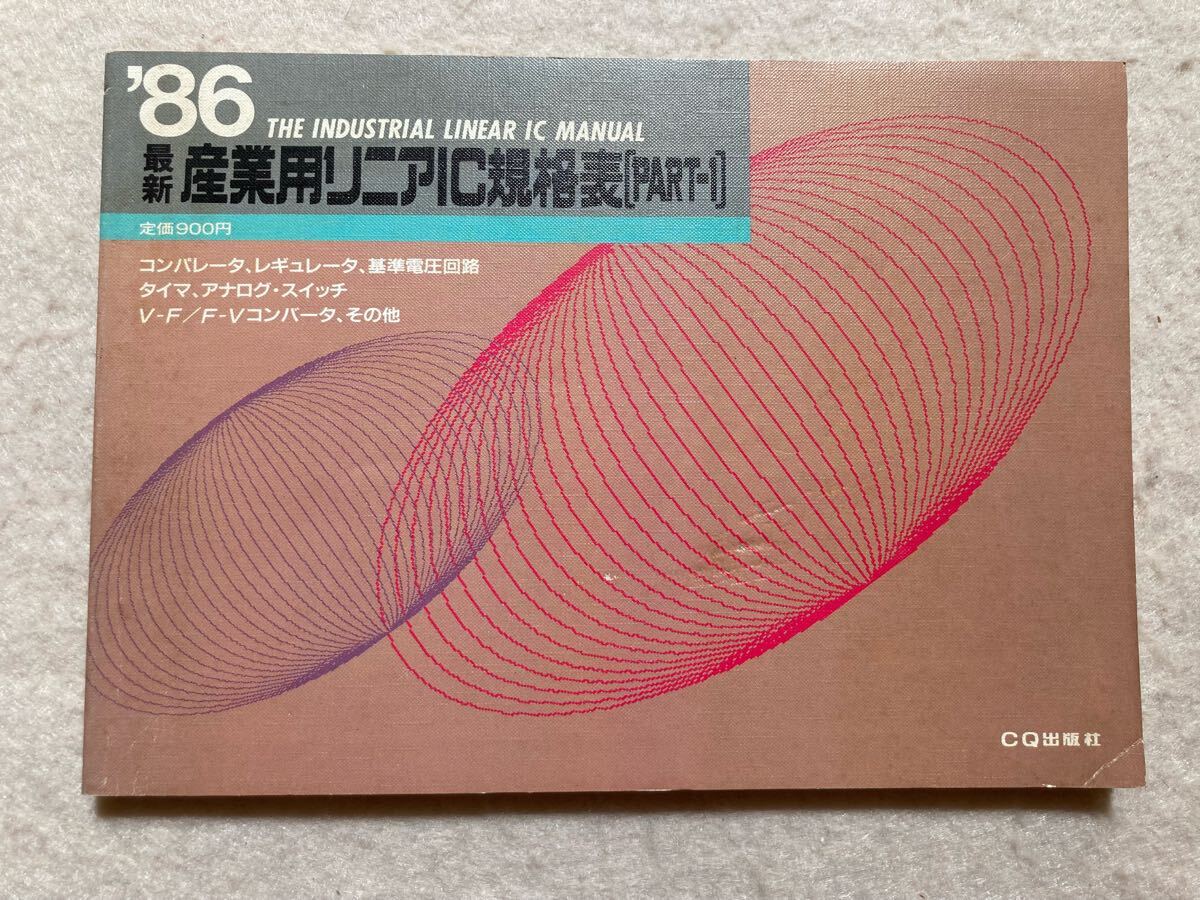 '86
THE INDUSTRIAL LINEAR IC MANUAL
最新 産業用リニアIC規格表[PART-I]
定価900円
コンパレータ、レギュレータ、基準電圧回路
タイマ、アナログ・スイッチ
V-F/F-Vコンバータ、その他
CQ出版社